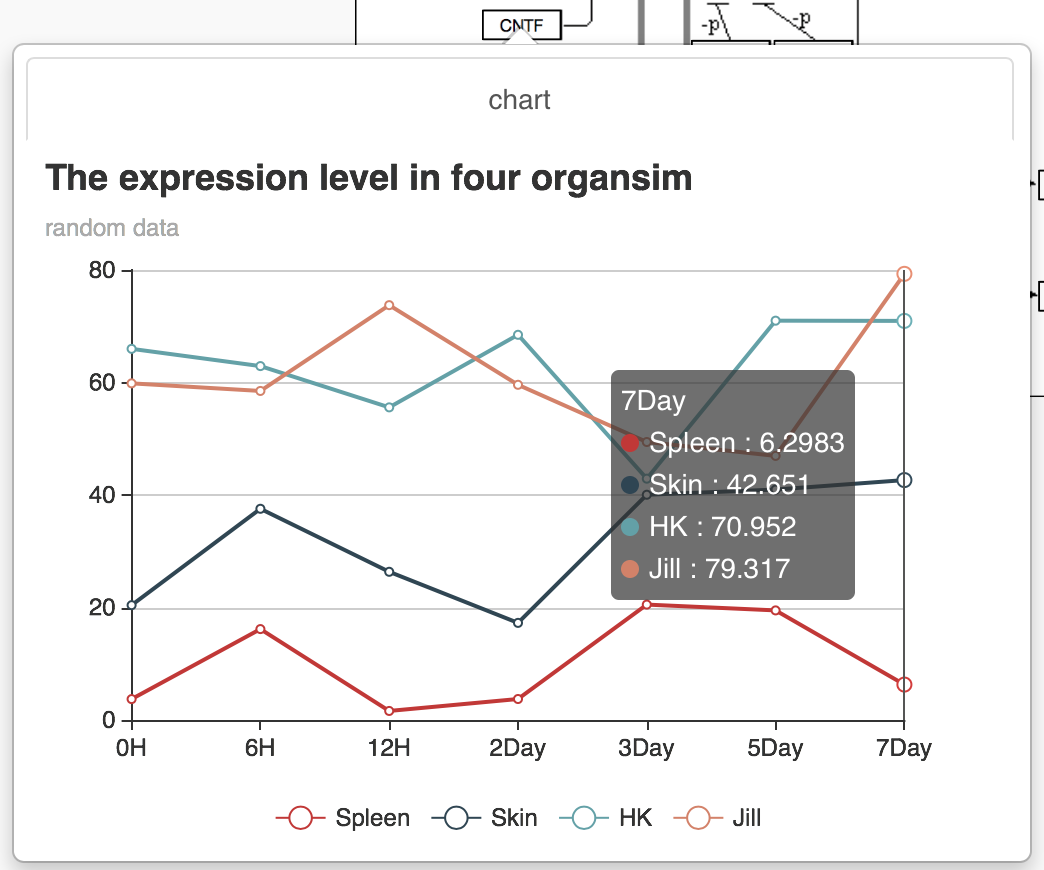 CNTF
-p
-p
chart
The expression level in four organsim
random data
80
60
40
20
0
0H 6H 12H 2Day 3Day 5Day 7Day
7Day
Spleen : 6.2983
Skin : 42.651
HK : 70.952
Jill : 79.317
Spleen Skin HK Jill